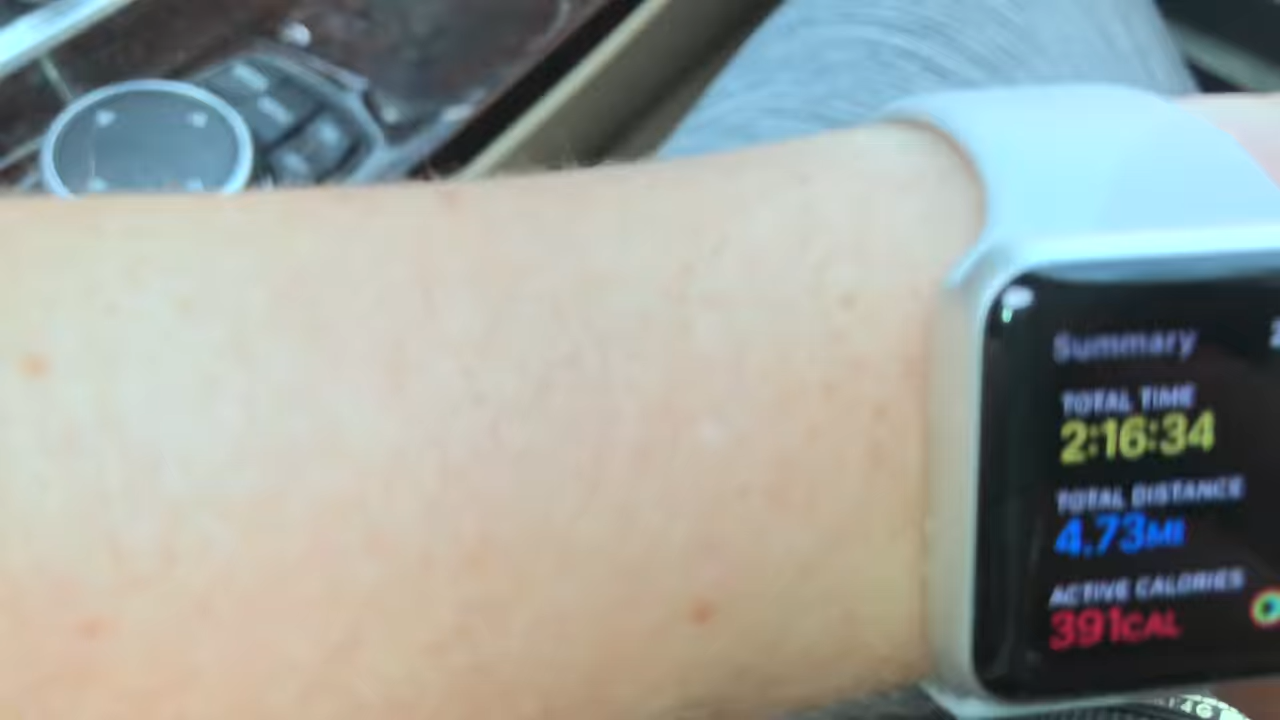 Summary
TOTAL TIME
2:16:34
TOTAL DISTANCE
4.73MI
ACTIVE CALORIES
391CAL